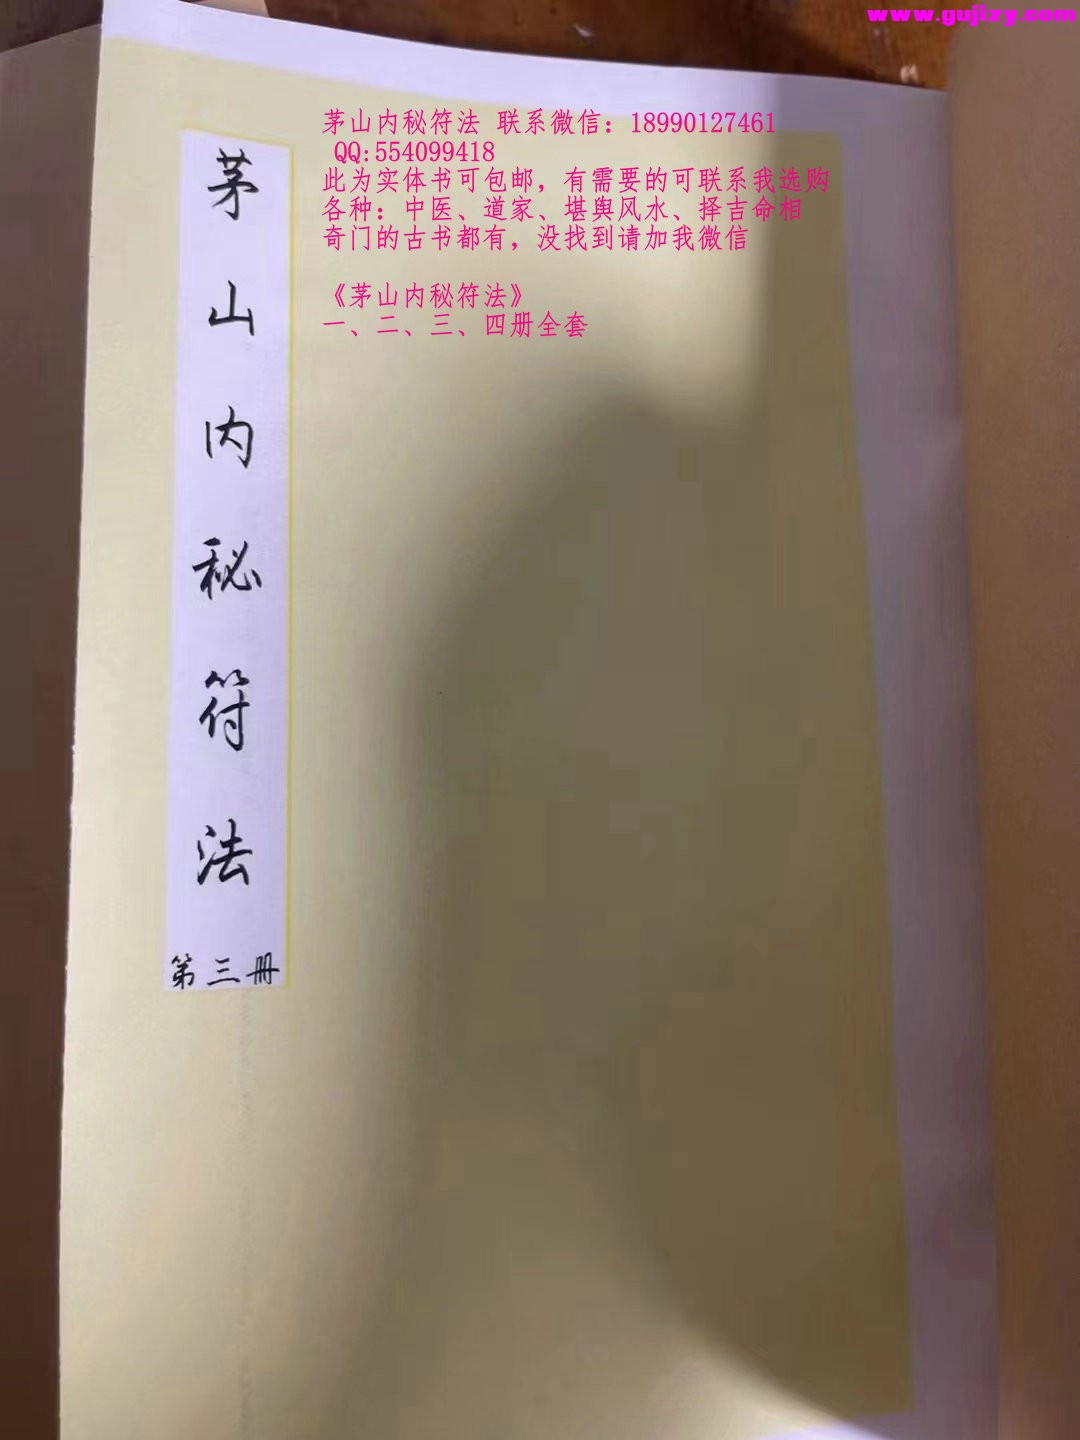 www.gujizy.com
茅山内秘符法 联系微信：18990127461
QQ:554099418
此为实体书可包邮，有需要的可联系我选购
各种：中医、道家、堪舆风水、择吉命相
奇门的古书都有，没找到请加我微信
《茅山内秘符法》
一、二、三、四册全套
茅山内秘符法
第三册